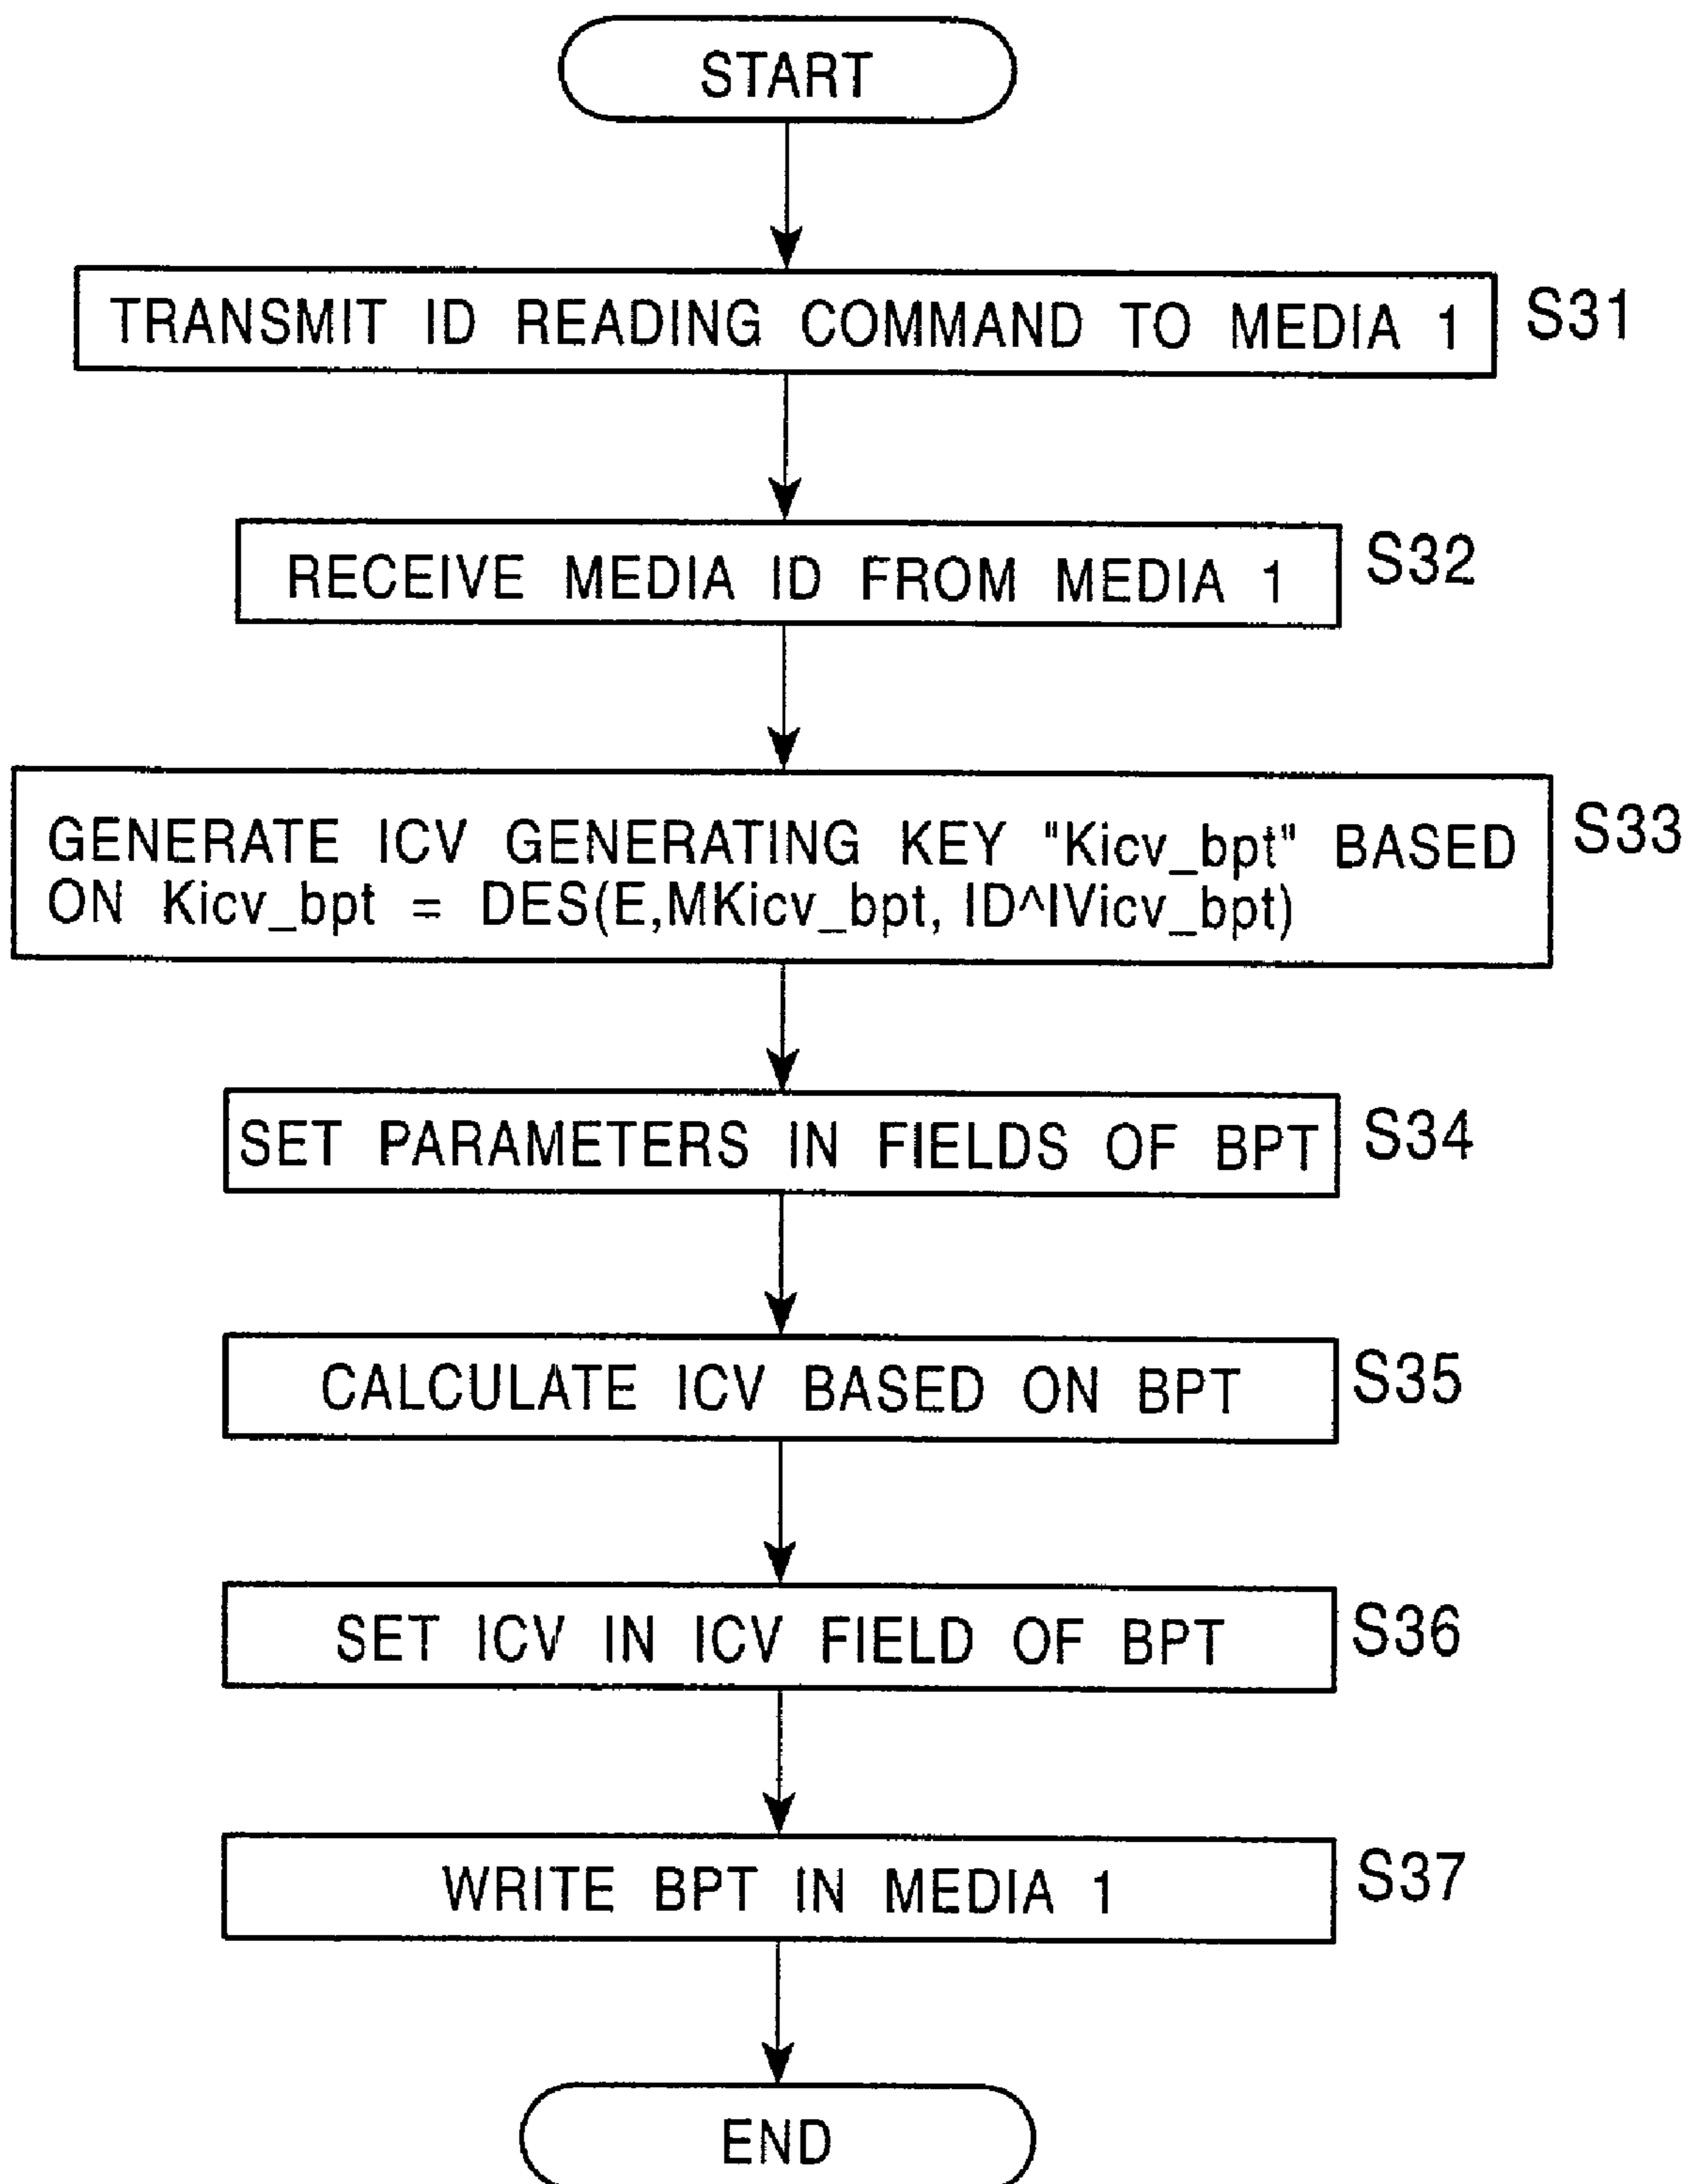 START
TRANSMIT ID READING COMMAND TO MEDIA 1 S31
RECEIVE MEDIA ID FROM MEDIA 1 S32
GENERATE ICV GENERATING KEY "Kicv_bpt" BASED S33
ON Kicv_bpt = DES(E,MKicv_bpt, ID^IVicv_bpt)
SET PARAMETERS IN FIELDS OF BPT S34
CALCULATE ICV BASED ON BPT S35
SET ICV IN ICV FIELD OF BPT S36
WRITE BPT IN MEDIA 1 S37
END